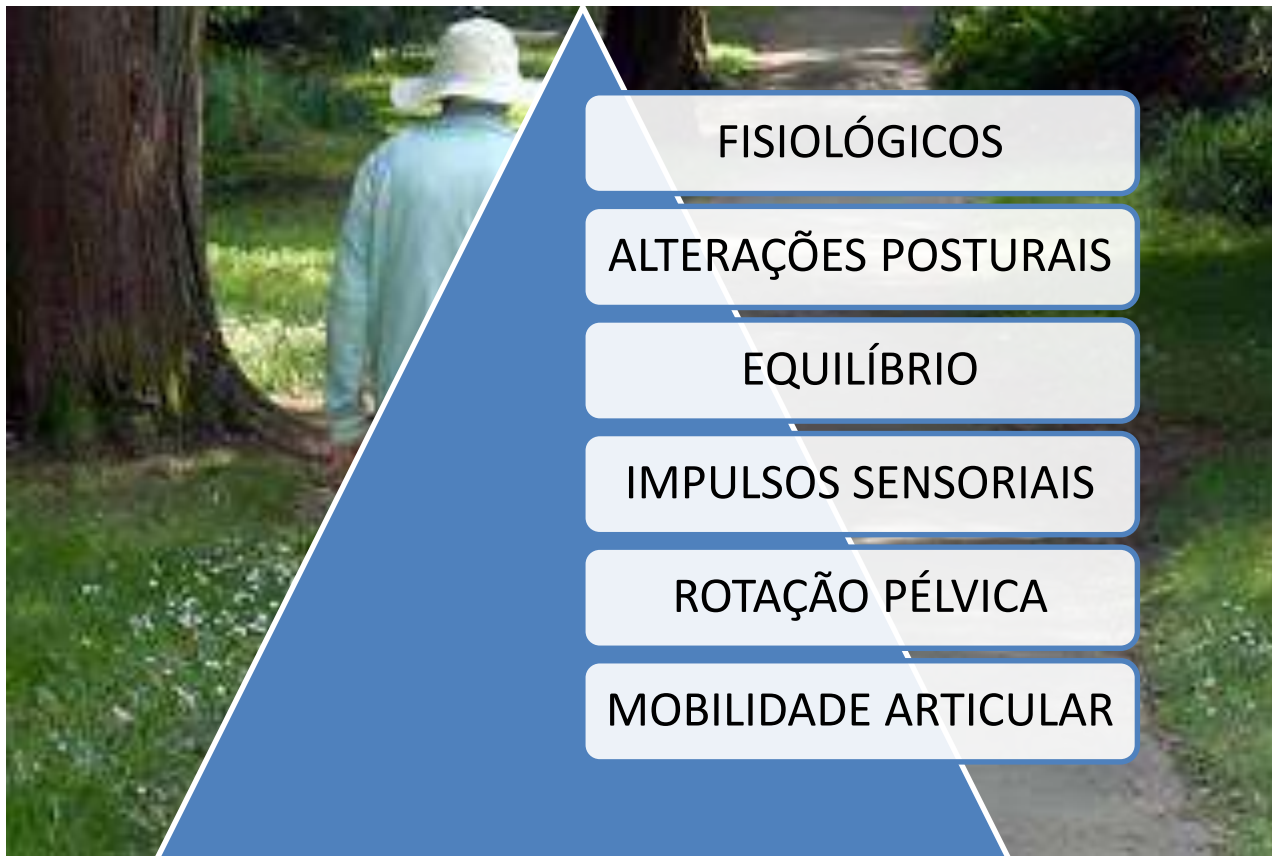 FISIOLÓGICOS
ALTERAÇÕES POSTURAIS
EQUILÍBRIO
IMPULSOS SENSORIAIS
ROTAÇÃO PÉLVICA
MOBILIDADE ARTICULAR